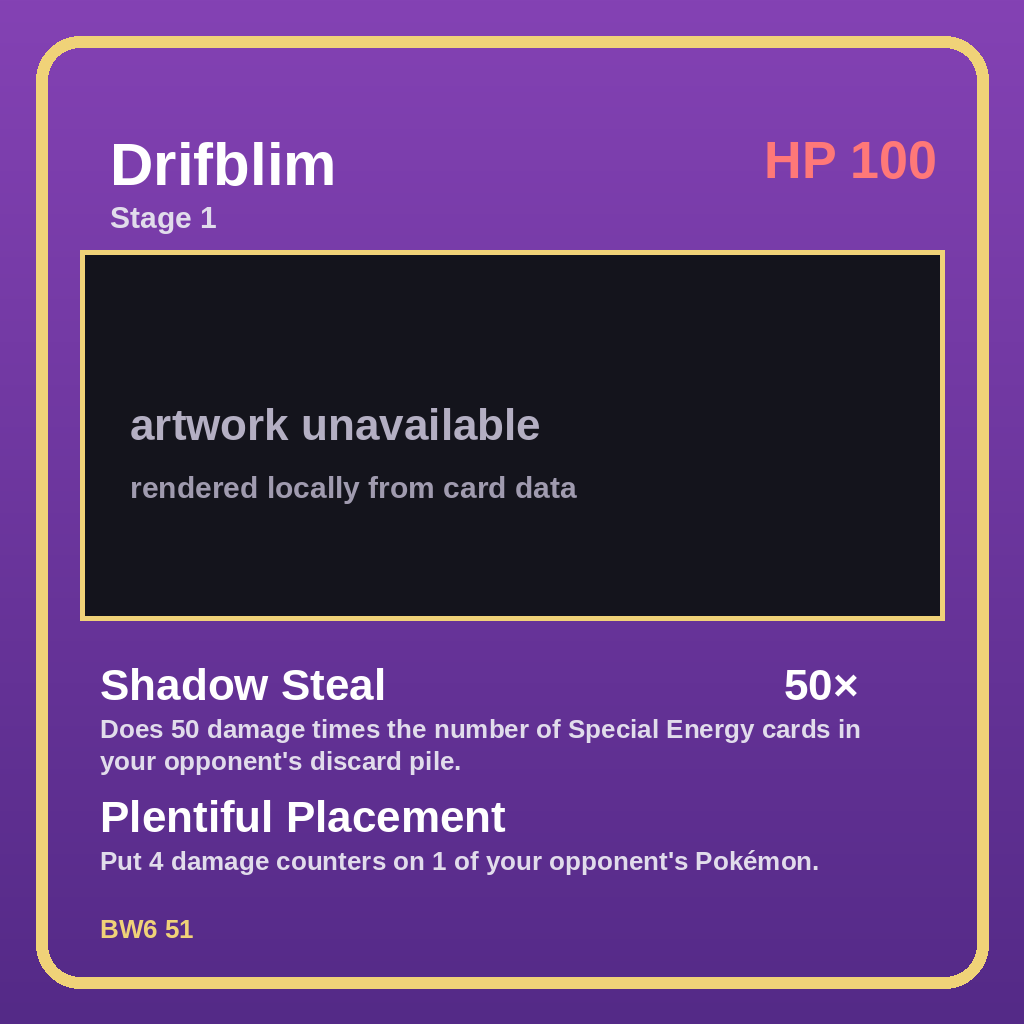 Drifblim
HP 100
Stage 1
artwork unavailable
rendered locally from card data
Shadow Steal
50×
Does 50 damage times the number of Special Energy cards in
your opponent's discard pile.
Plentiful Placement
Put 4 damage counters on 1 of your opponent's Pokémon.
BW6 51